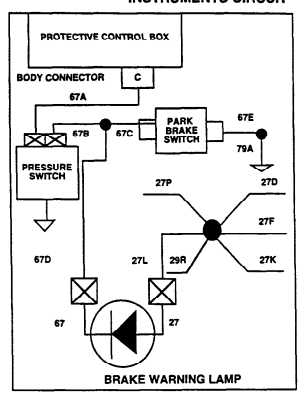 INSTRUMENTS CIRCUIT
PROTECTIVE CONTROL BOX
BODY CONNECTOR
C
67A
67B
67C
PARK
BRAKE
SWITCH
67E
79A
PRESSURE
SWITCH
27P
27D
67D
27L
27F
29R
27K
67
27
BRAKE WARNING LAMP